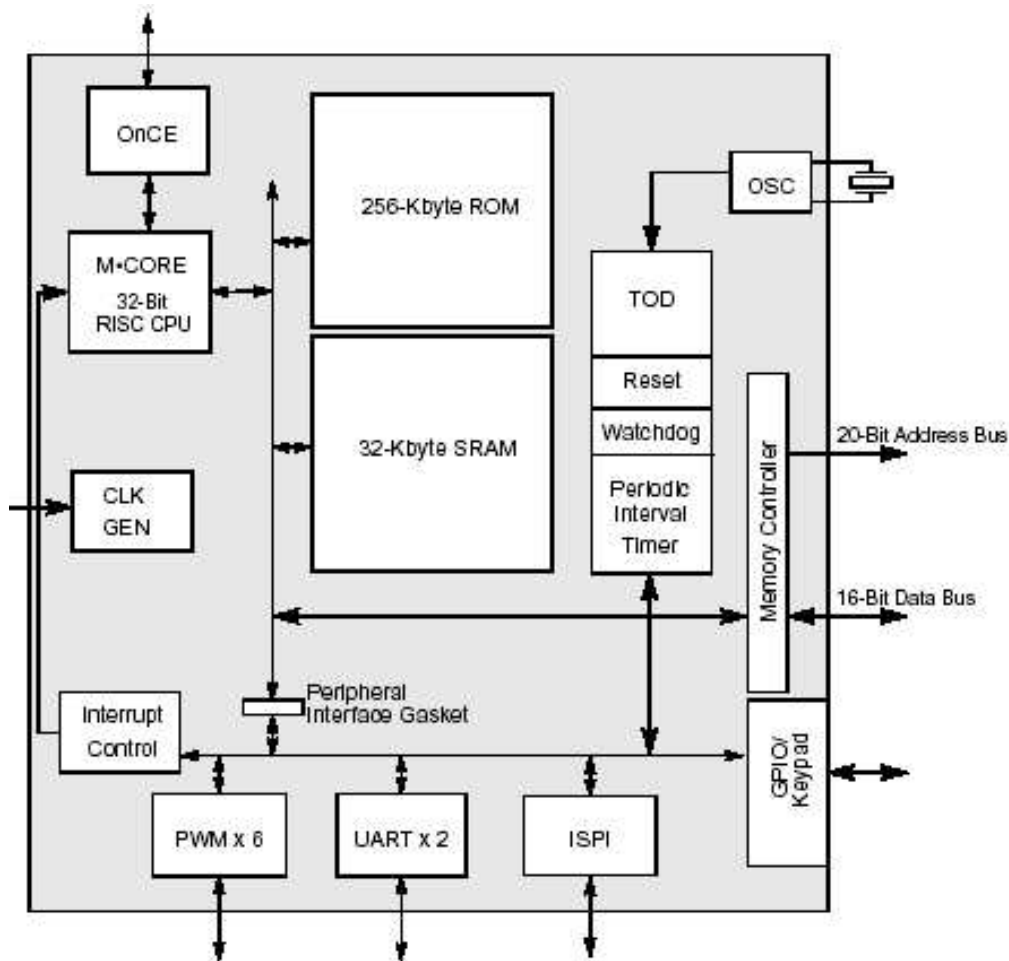 OnCE
256-Kbyte ROM
OSC
M•CORE
32-Bit
RISC CPU
TOD
Reset
32-Kbyte SRAM
Watchdog
20-Bit Address Bus
CLK
GEN
Periodic
Interval
Timer
Memory Controller
16-Bit Data Bus
Peripheral
Interface Gasket
Interrupt
Control
GPIO/
Keypad
PWM x 6
UART x 2
ISPI